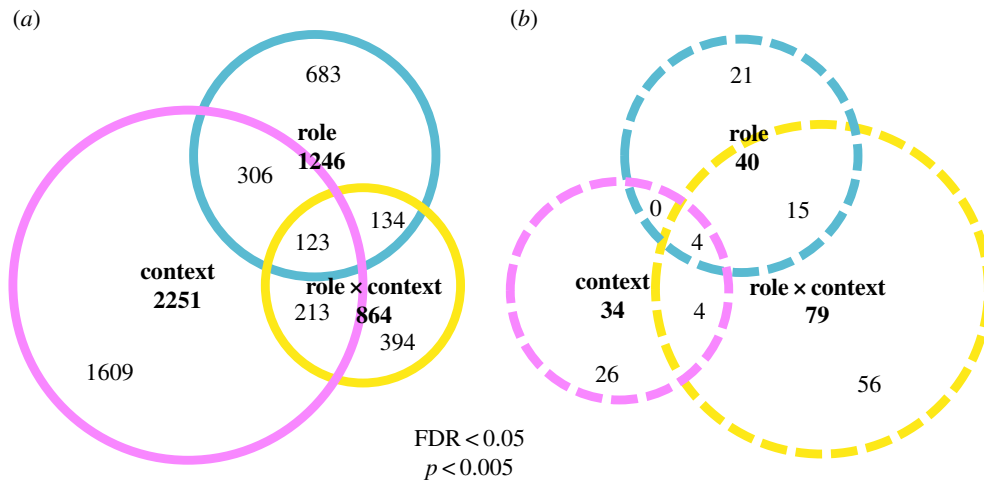 (a)
683
role
1246
306
134
123
context
2251
role × context
864
213
394
1609
(b)
21
role
40
0
15
4
context
34
role × context
79
4
26
56
FDR < 0.05
p < 0.005